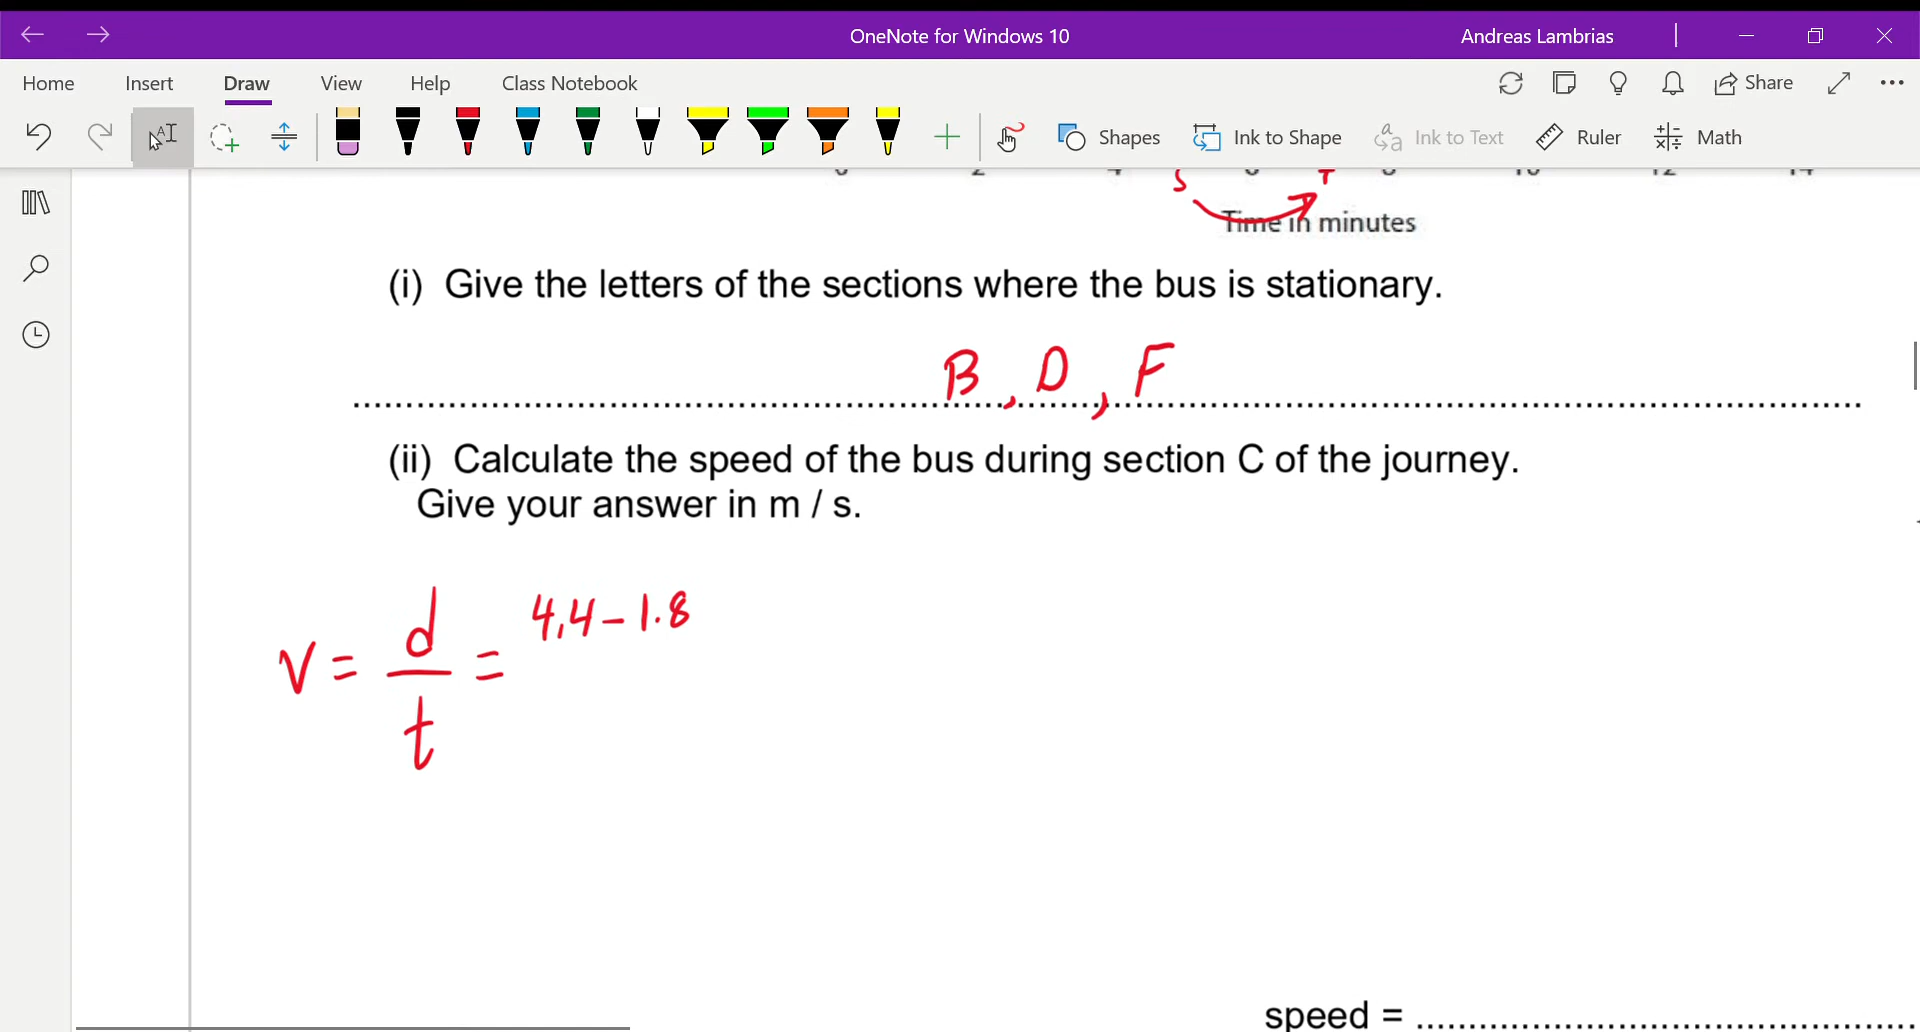 OneNote for Windows 10
Andreas Lambrias
Home Insert Draw View Help Class Notebook
Share
Shapes Ink to Shape Ink to Text Ruler Math
5 7
Time in minutes
(i) Give the letters of the sections where the bus is stationary.
B, D, F
(ii) Calculate the speed of the bus during section C of the journey.
Give your answer in m / s.
v = d/t = 4,4 - 1.8
speed =